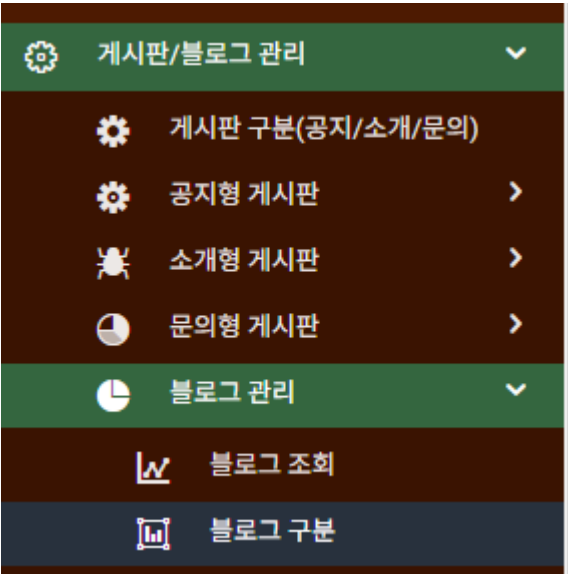 게시판/블로그 관리
게시판 구분(공지/소개/문의)
공지형 게시판
소개형 게시판
문의형 게시판
블로그 관리
블로그 조회
블로그 구분